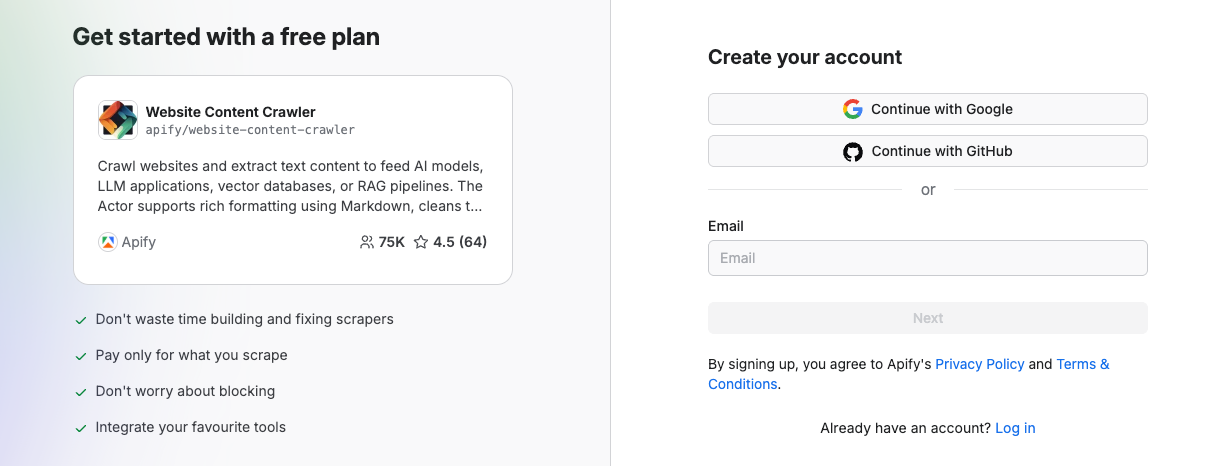 Get started with a free plan
Website Content Crawler
apify/website-content-crawler
Crawl websites and extract text content to feed AI models,
LLM applications, vector databases, or RAG pipelines. The
Actor supports rich formatting using Markdown, cleans t...
Apify
75K 4.5 (64)
Don't waste time building and fixing scrapers
Pay only for what you scrape
Don't worry about blocking
Integrate your favourite tools
Create your account
Continue with Google
Continue with GitHub
or
Email
Email
Next
By signing up, you agree to Apify's Privacy Policy and Terms &
Conditions.
Already have an account? Log in